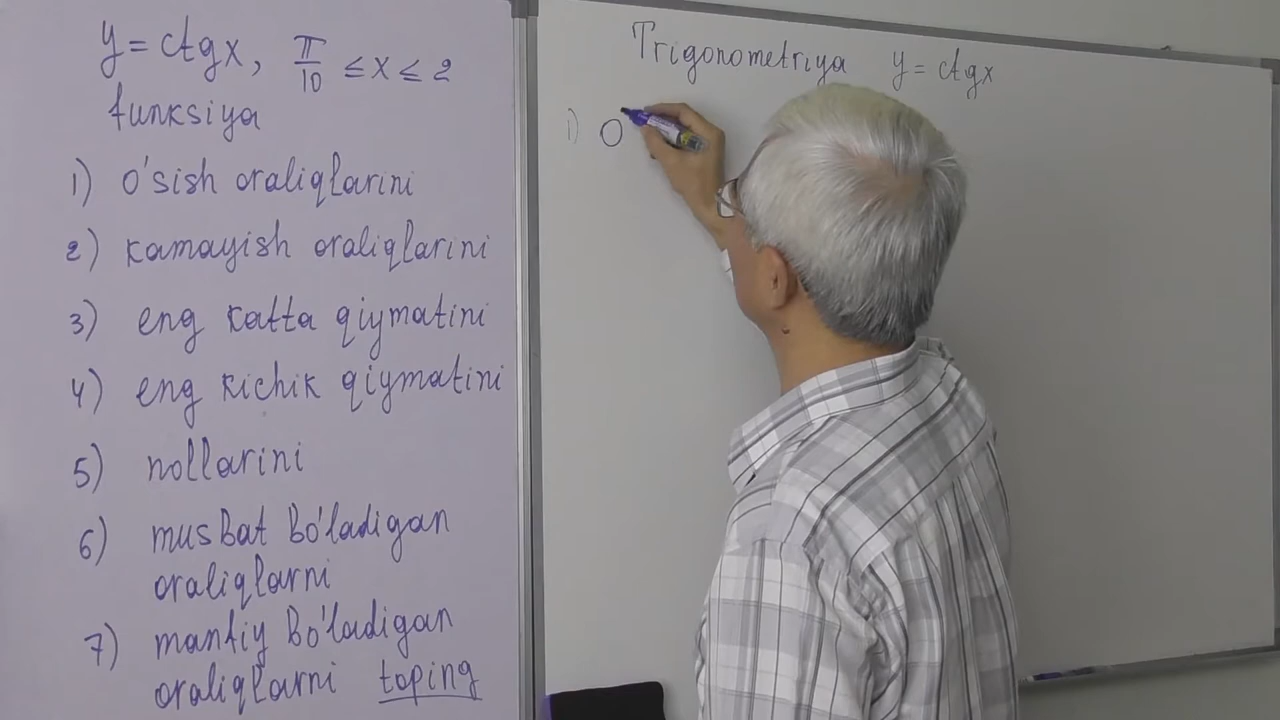 y = ctgx, π/10 ≤ x ≤ 2
funksiya
1) o'sish oraliqlarini
2) kamayish oraliqlarini
3) eng katta qiymatini
4) eng kichik qiymatini
5) nollarini
6) musbat bo'ladigan
oraliqlarni
7) manfiy bo'ladigan
oraliqlarni toping
Trigonometriya y = ctgx
1) O